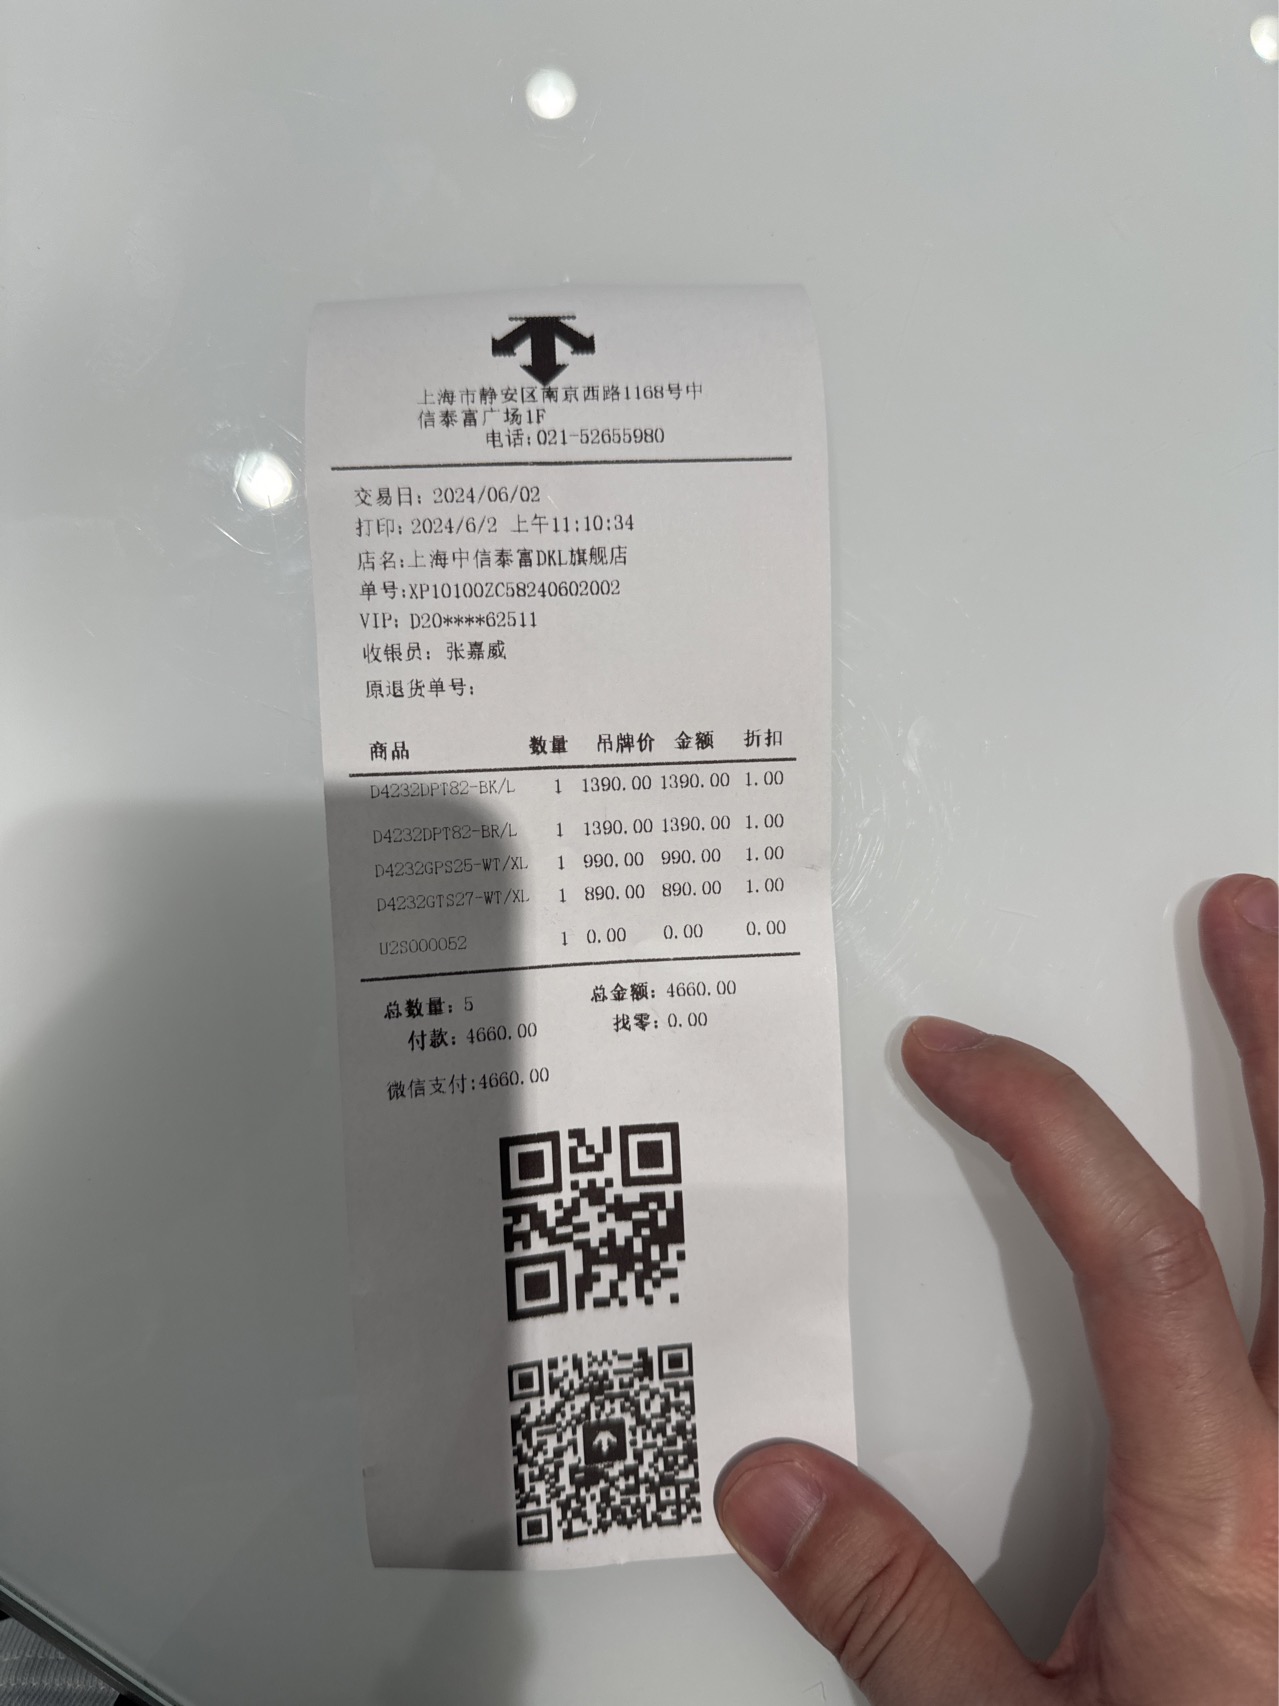 上海市静安区南京西路1168号中
信泰富广场1F
电话:021-52655980
交易日: 2024/06/02
打印: 2024/6/2 上午11:10:34
店名:上海中信泰富DKL旗舰店
单号:XP10100ZC58240602002
VIP: D20****62511
收银员: 张嘉威
原退货单号:
商品 数量 吊牌价 金额 折扣
D4232DPT82-BK/L 1 1390.00 1390.00 1.00
D4232DPT82-BR/L 1 1390.00 1390.00 1.00
D4232GPS25-WT/XL 1 990.00 990.00 1.00
D4232GTS27-WT/XL 1 890.00 890.00 1.00
U2S000052 1 0.00 0.00 0.00
总数量: 5 总金额: 4660.00
付款: 4660.00 找零: 0.00
微信支付:4660.00